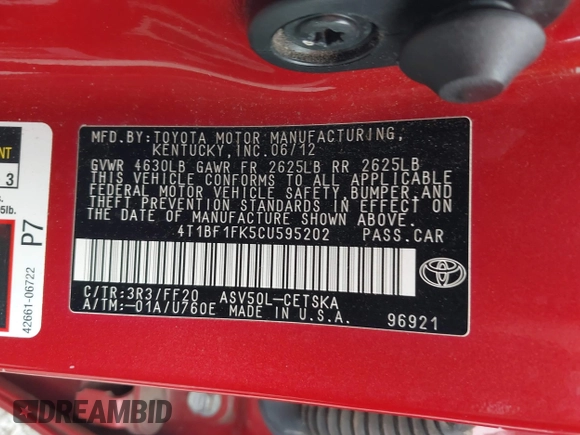 MFD. BY: TOYOTA MOTOR MANUFACTURING,
KENTUCKY, INC. 06/12
GVWR 4630LB GAWR FR 2625LB RR 2625LB
THIS VEHICLE CONFORMS TO ALL APPLICABLE
FEDERAL MOTOR VEHICLE SAFETY, BUMPER, AND
THEFT PREVENTION STANDARDS IN EFFECT ON
THE DATE OF MANUFACTURE SHOWN ABOVE.
4T1BF1FK5CU595202 PASS.CAR
C/TR:3R3/FF20 ASV50L-CETSKA
A/TM:-01A/U760E MADE IN U.S.A.
96921
TOYOTA
3
5lb.
P7
42661-06722
DREAMBID